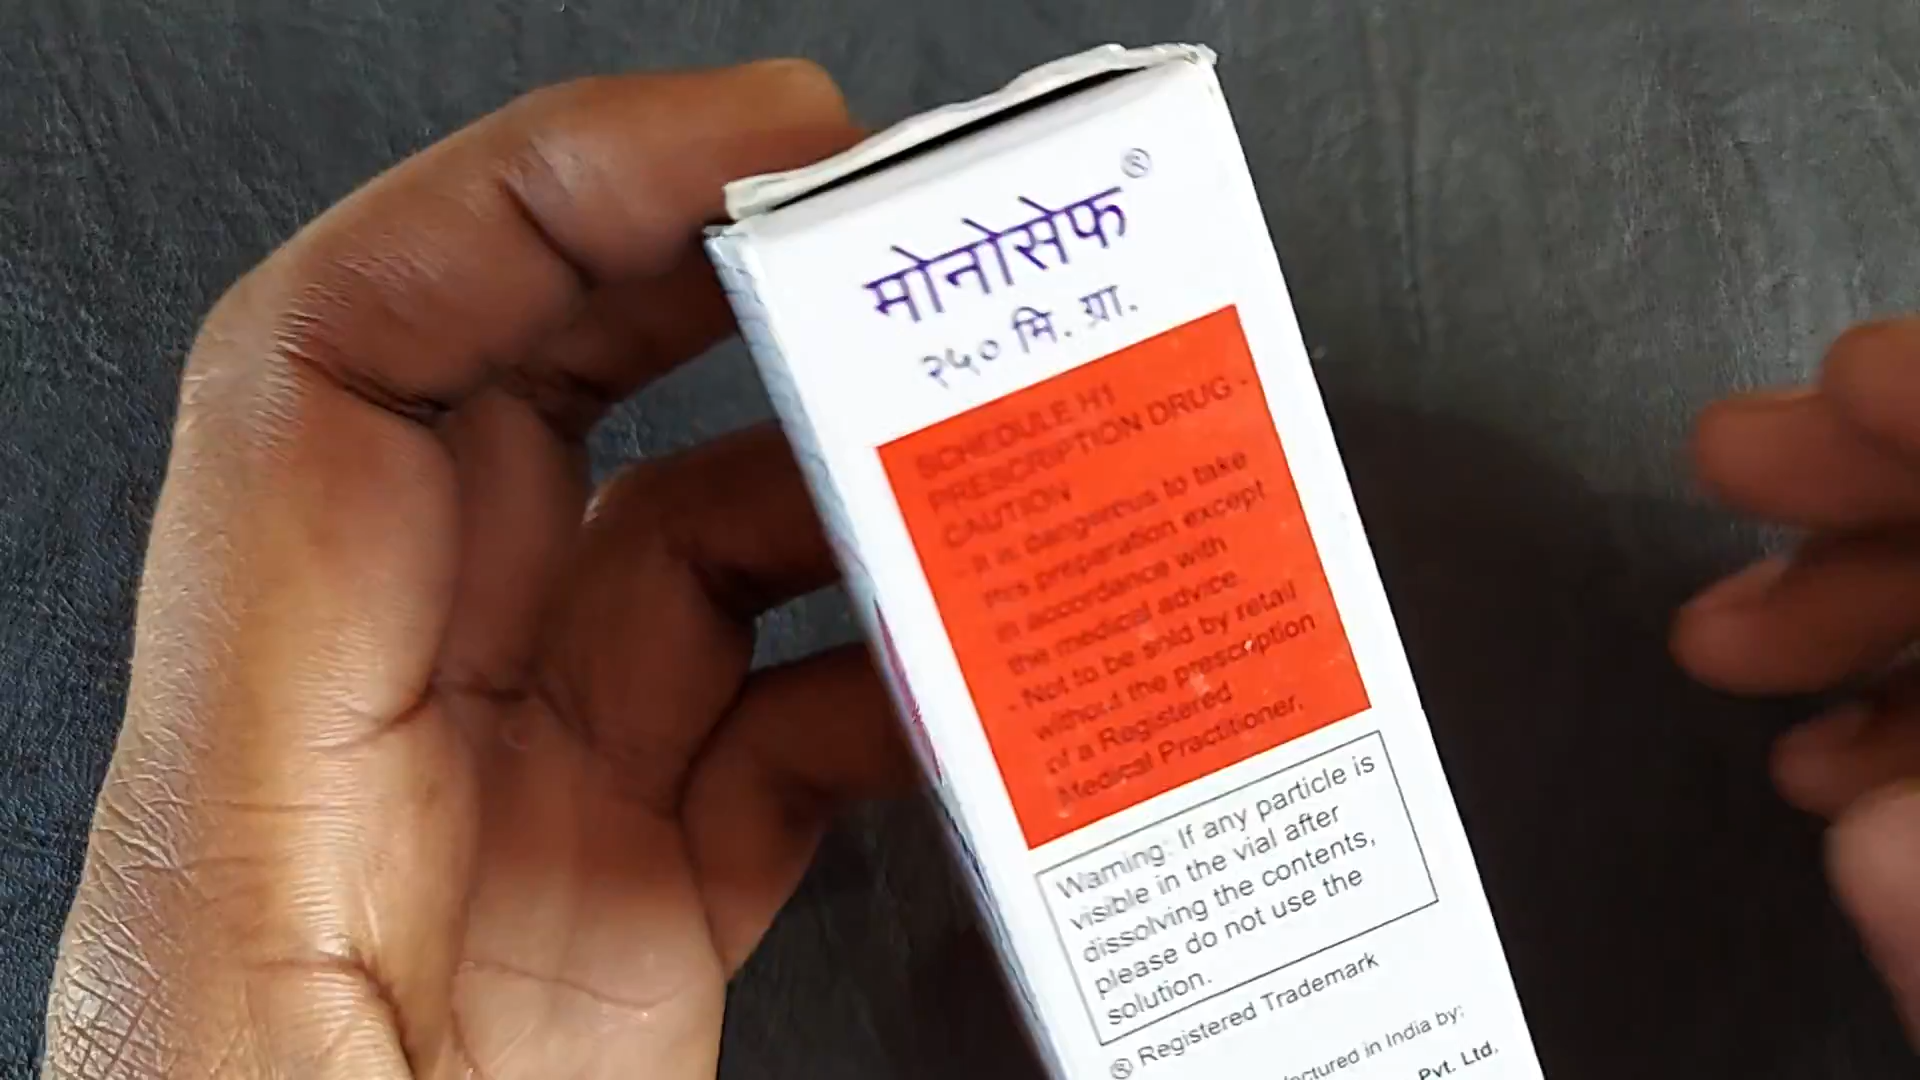 मोनोसेफ®
२५० मि. ग्रा.
SCHEDULE H1
PRESCRIPTION DRUG -
CAUTION
- It is dangerous to take
this preparation except
in accordance with
the medical advice.
- Not to be sold by retail
without the prescription
of a Registered
Medical Practitioner.
Warning: If any particle is
visible in the vial after
dissolving the contents,
please do not use the
solution.
® Registered Trademark
in India by:
Pvt. Ltd.